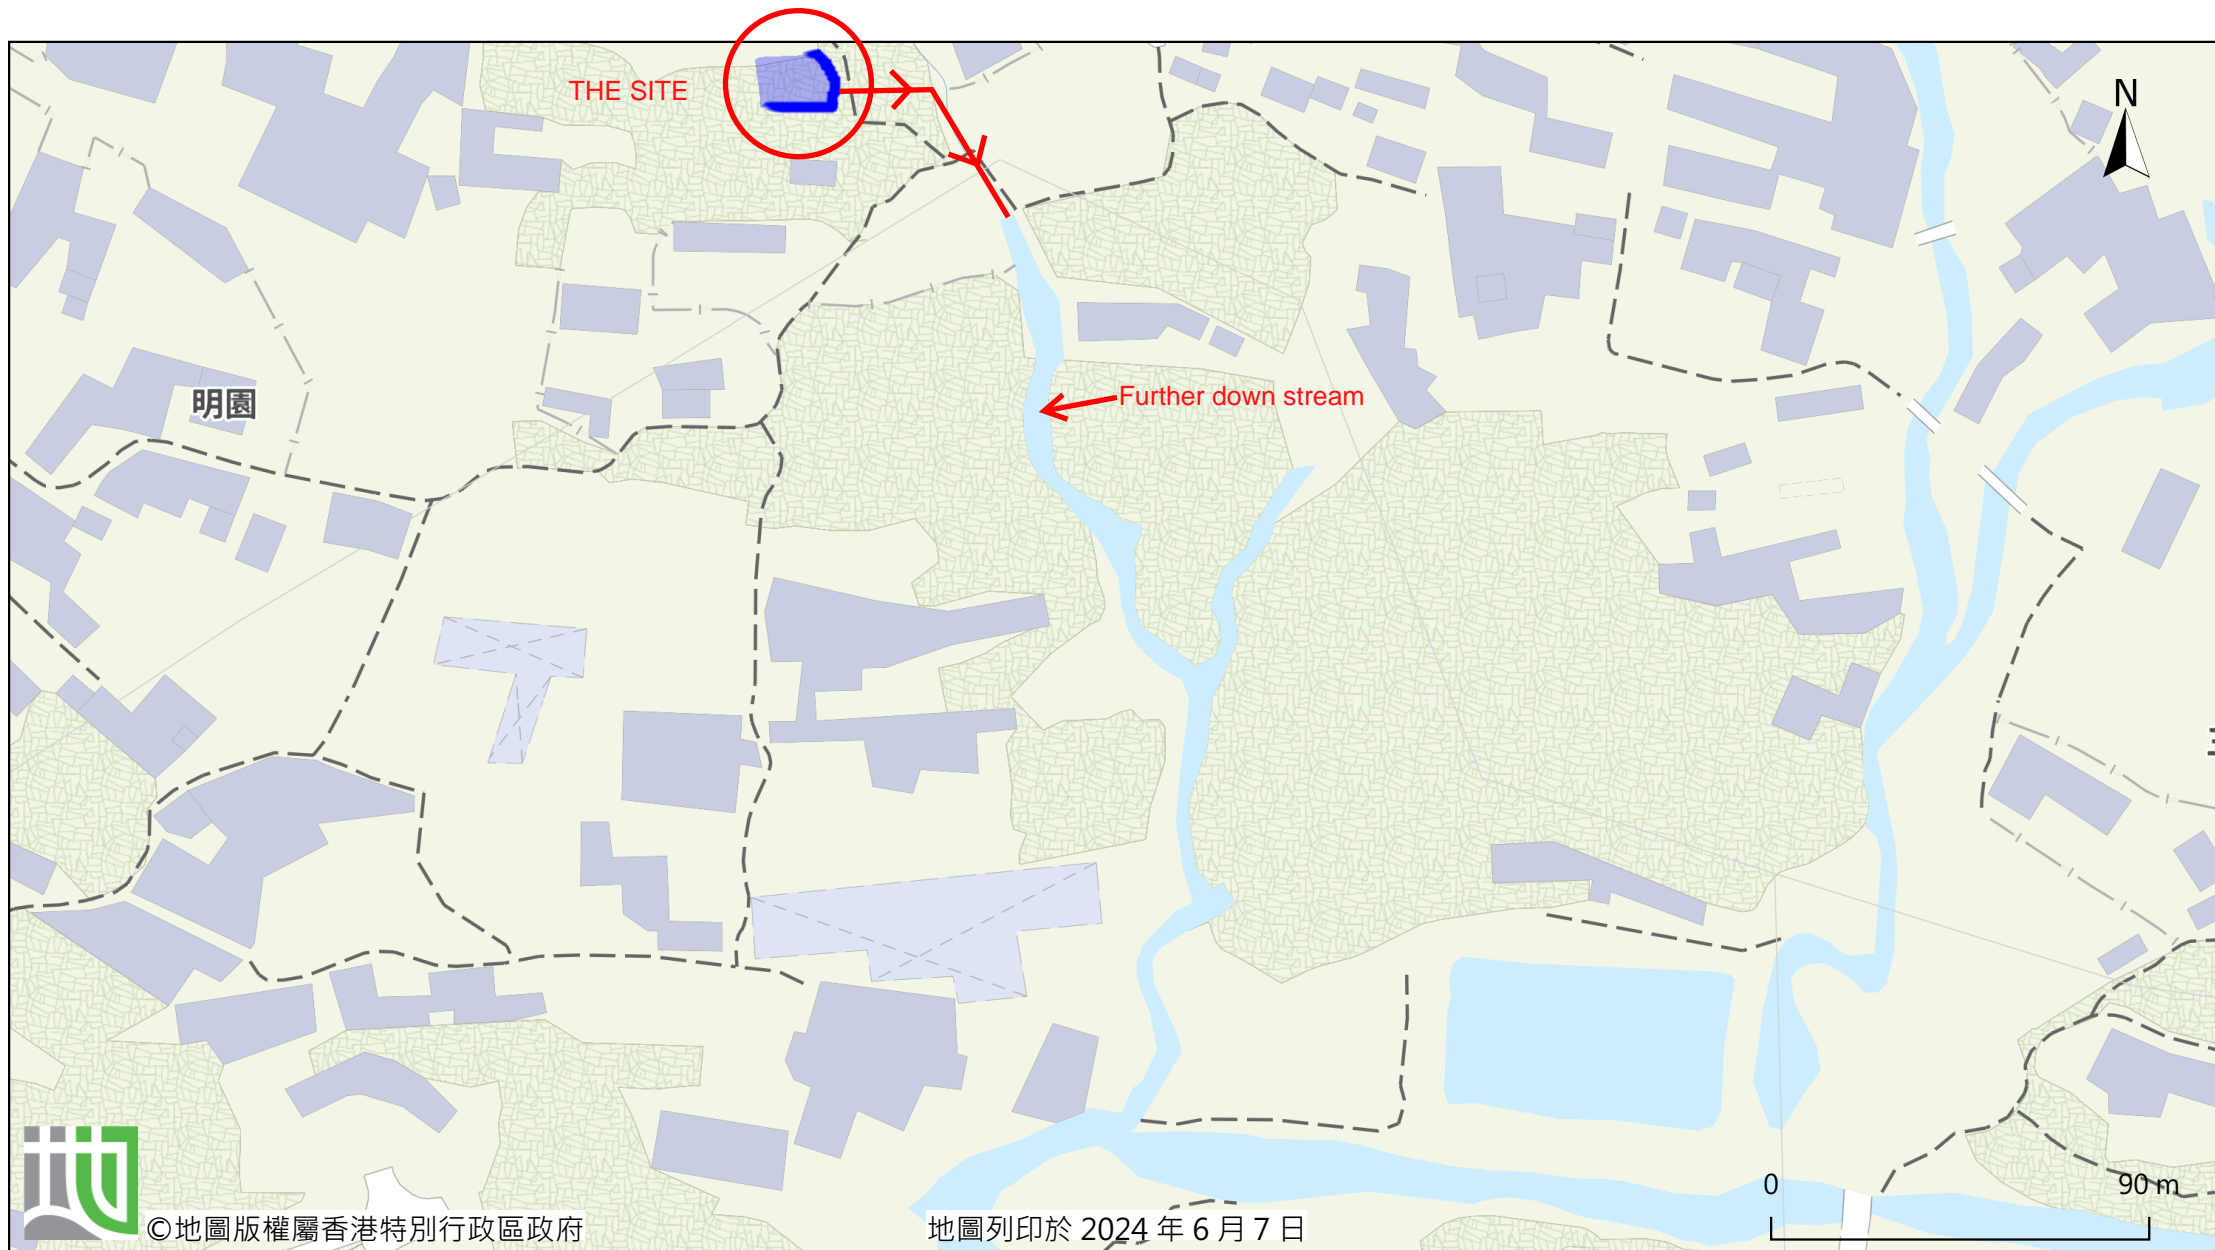 THE SITE
N
Further down stream
明園
0
90 m
©地圖版權屬香港特別行政區政府
地圖列印於 2024 年 6 月 7 日